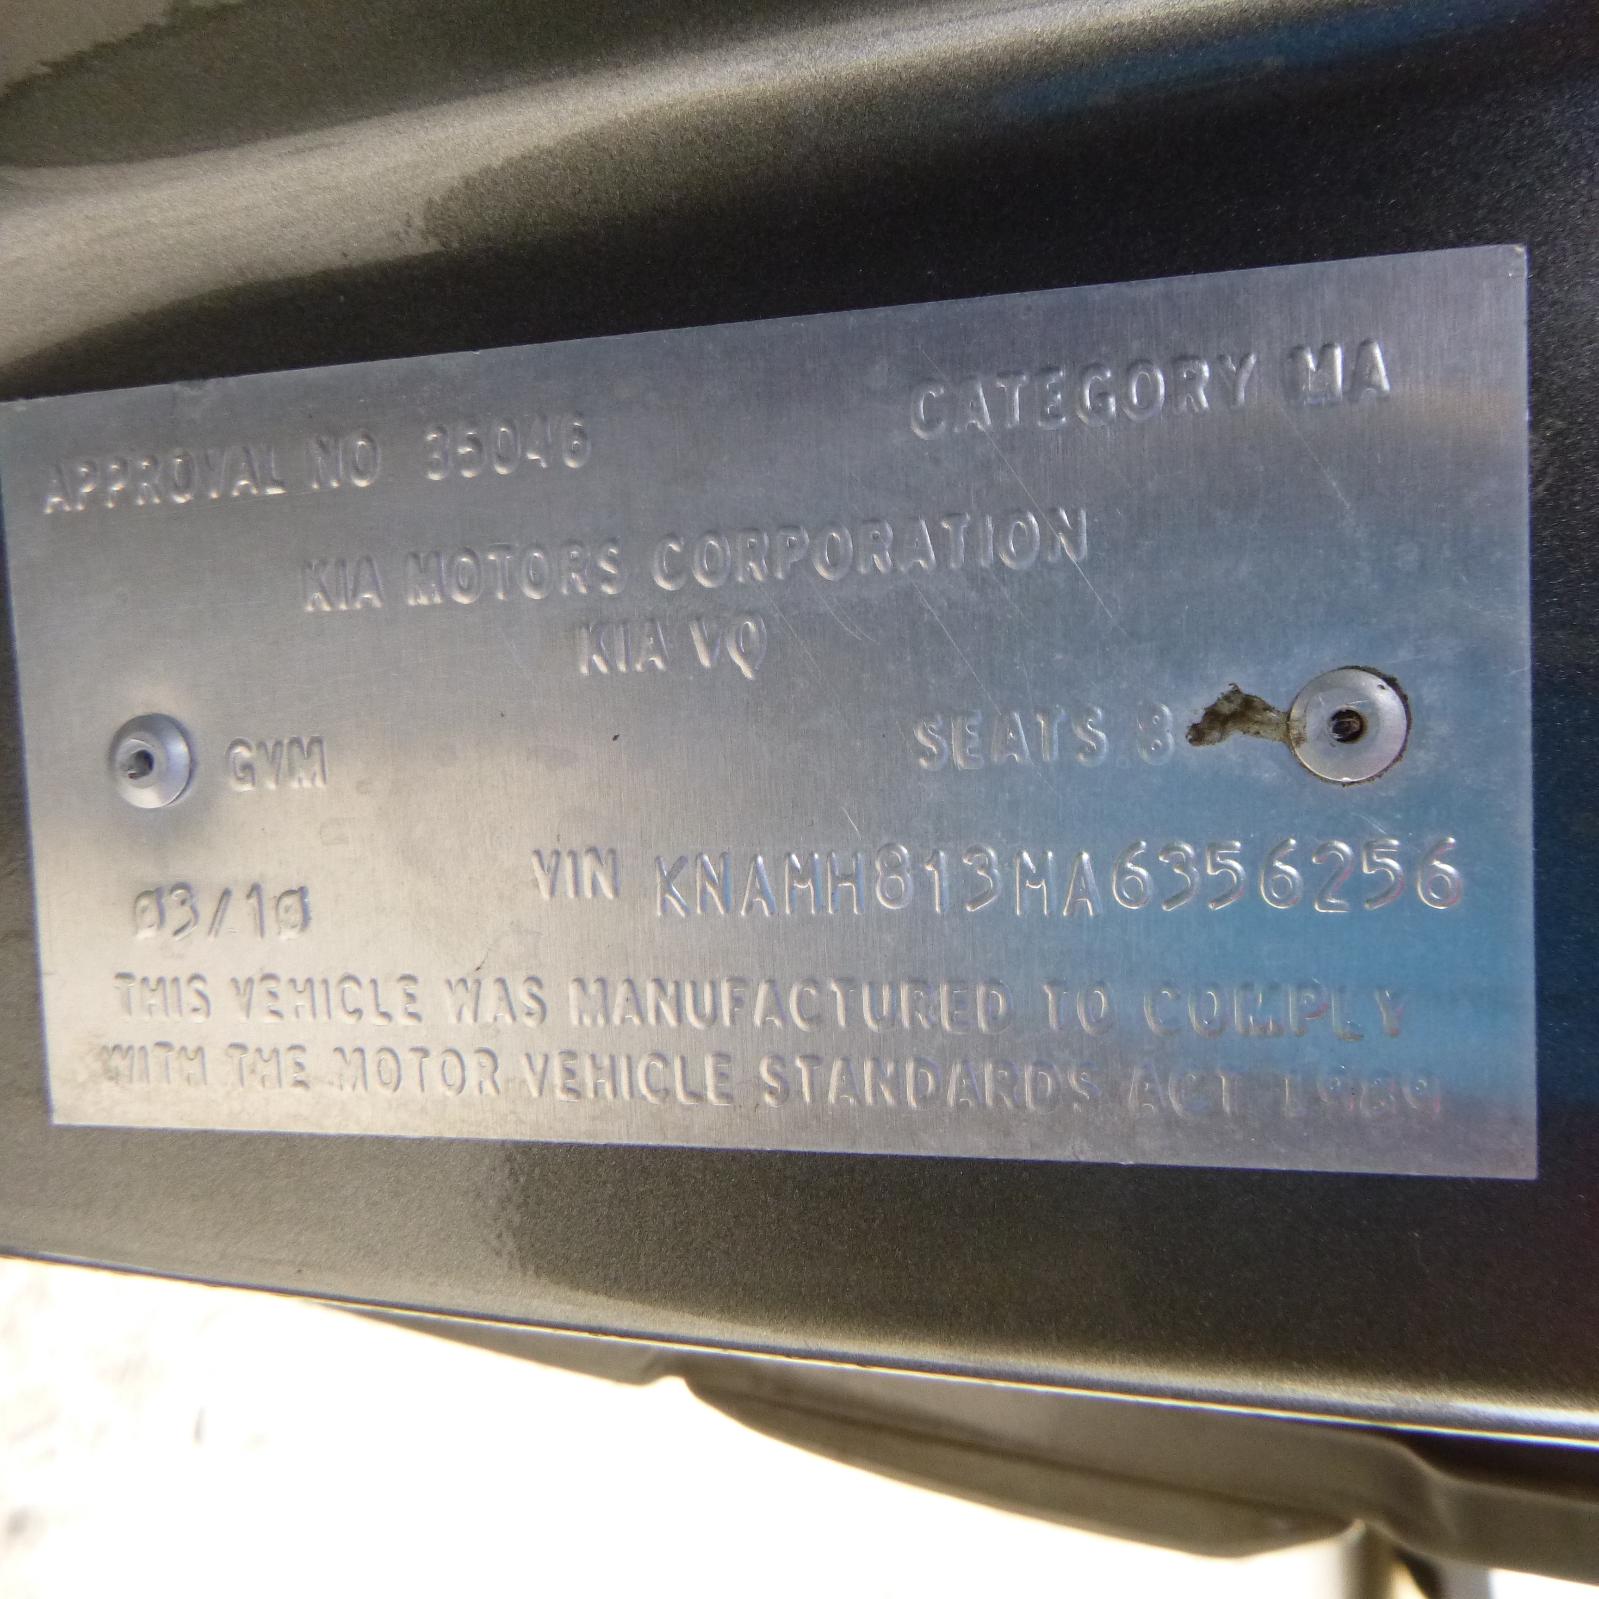 APPROVAL NO 35046 CATEGORY MA
KIA MOTORS CORPORATION
KIA VQ
GVM SEATS 8
03/10 VIN KNAMH813MA6356256
THIS VEHICLE WAS MANUFACTURED TO COMPLY
WITH THE MOTOR VEHICLE STANDARDS ACT 1989